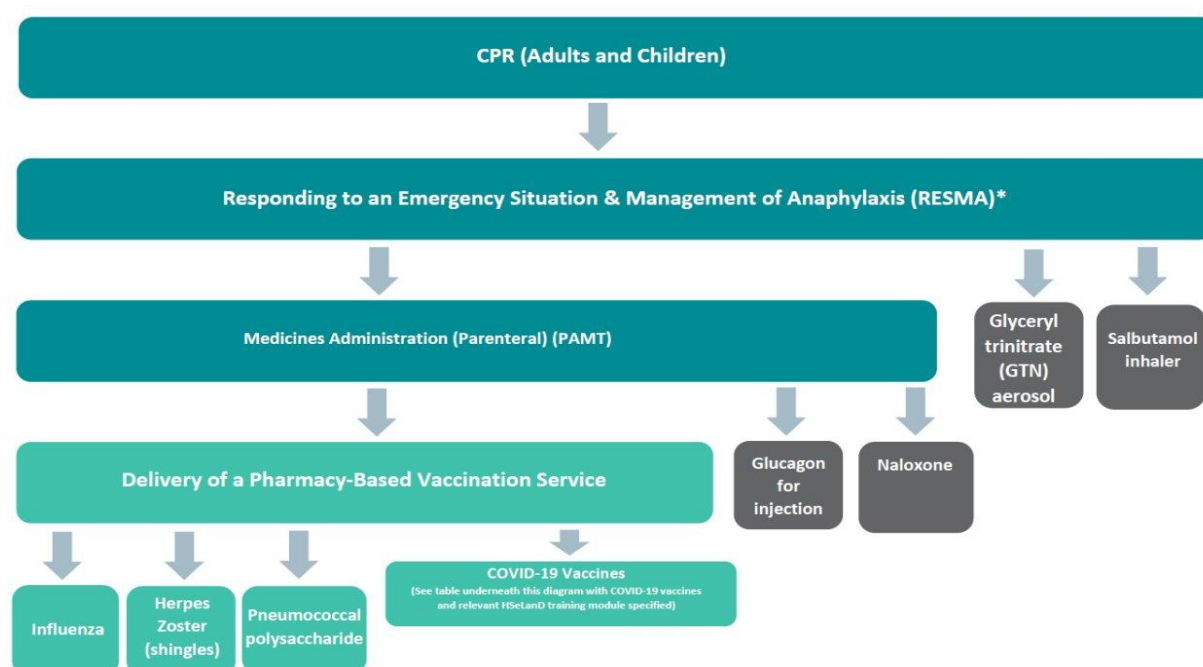 CPR (Adults and Children)
Responding to an Emergency Situation & Management of Anaphylaxis (RESMA)*
Medicines Administration (Parenteral) (PAMT)
Glyceryl
trinitrate
(GTN)
aerosol
Salbutamol
inhaler
Delivery of a Pharmacy-Based Vaccination Service
Glucagon
for
injection
Naloxone
Influenza
Herpes
Zoster
(shingles)
Pneumococcal
polysaccharide
COVID-19 Vaccines
(See table underneath this diagram with COVID-19 vaccines
and relevant HSeLanD training module specified)